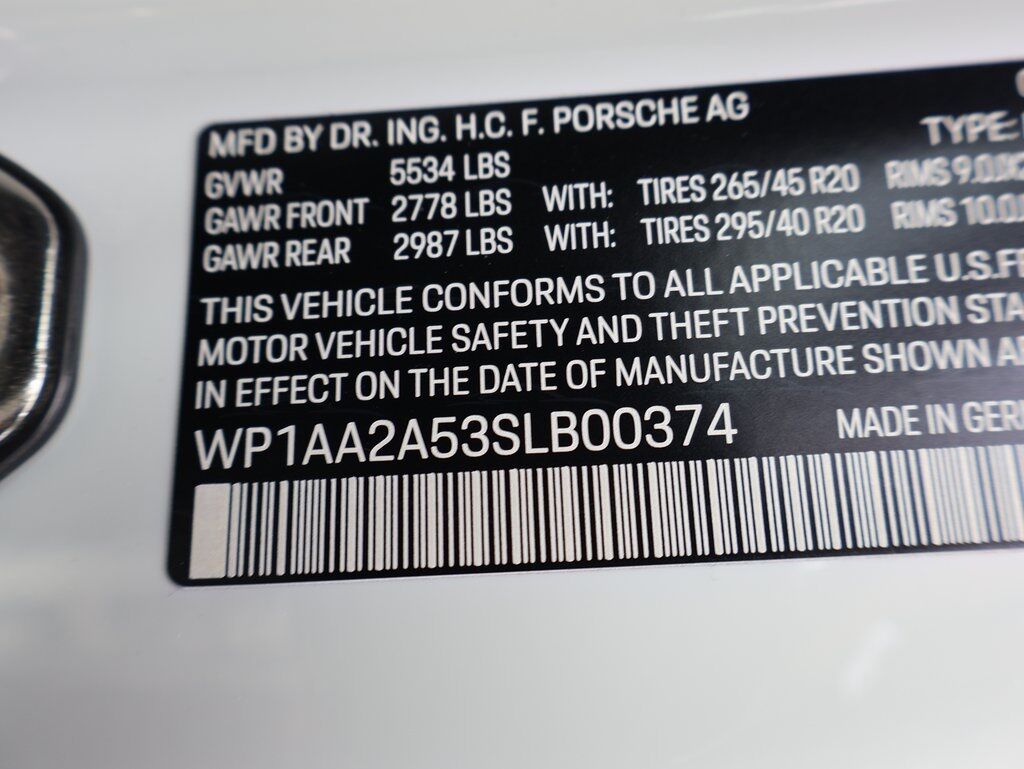 MFD BY DR. ING. H.C. F. PORSCHE AG
TYPE:
GVWR 5534 LBS
GAWR FRONT 2778 LBS WITH: TIRES 265/45 R20 RIMS 9.0
GAWR REAR 2987 LBS WITH: TIRES 295/40 R20 RIMS 10.0
THIS VEHICLE CONFORMS TO ALL APPLICABLE U.S.
MOTOR VEHICLE SAFETY AND THEFT PREVENTION STA
IN EFFECT ON THE DATE OF MANUFACTURE SHOWN A
WP1AA2A53SLB00374 MADE IN GER